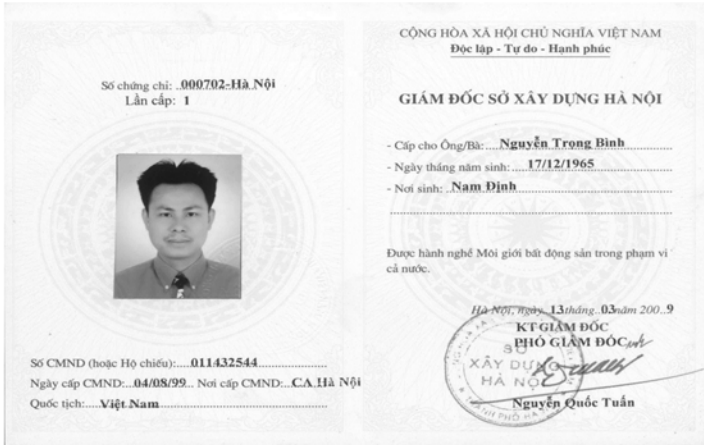 Số chứng chỉ: 000702-Hà Nội
Lần cấp: 1
Số CMND (hoặc Hộ chiếu): 011432544
Ngày cấp CMND: 04/08/99 Nơi cấp CMND: CA Hà Nội
Quốc tịch: Việt Nam
CỘNG HÒA XÃ HỘI CHỦ NGHĨA VIỆT NAM
Độc lập - Tự do - Hạnh phúc
GIÁM ĐỐC SỞ XÂY DỰNG HÀ NỘI
- Cấp cho Ông/Bà: Nguyễn Trọng Bình
- Ngày tháng năm sinh: 17/12/1965
- Nơi sinh: Nam Định
Được hành nghề Môi giới bất động sản trong phạm vi
cả nước.
Hà Nội, ngày 13 tháng 03 năm 2009
KT GIÁM ĐỐC
PHÓ GIÁM ĐỐC
SỞ
XÂY DỰNG
HÀ NỘI
Nguyễn Quốc Tuấn